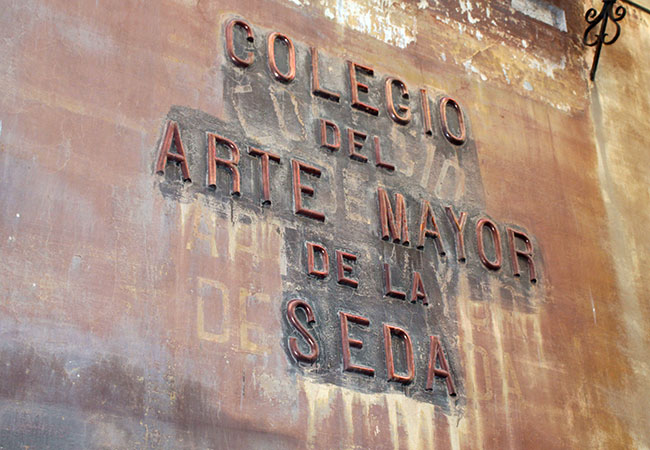 COLEGIO
DEL
ARTE MAYOR
DE LA
SEDA